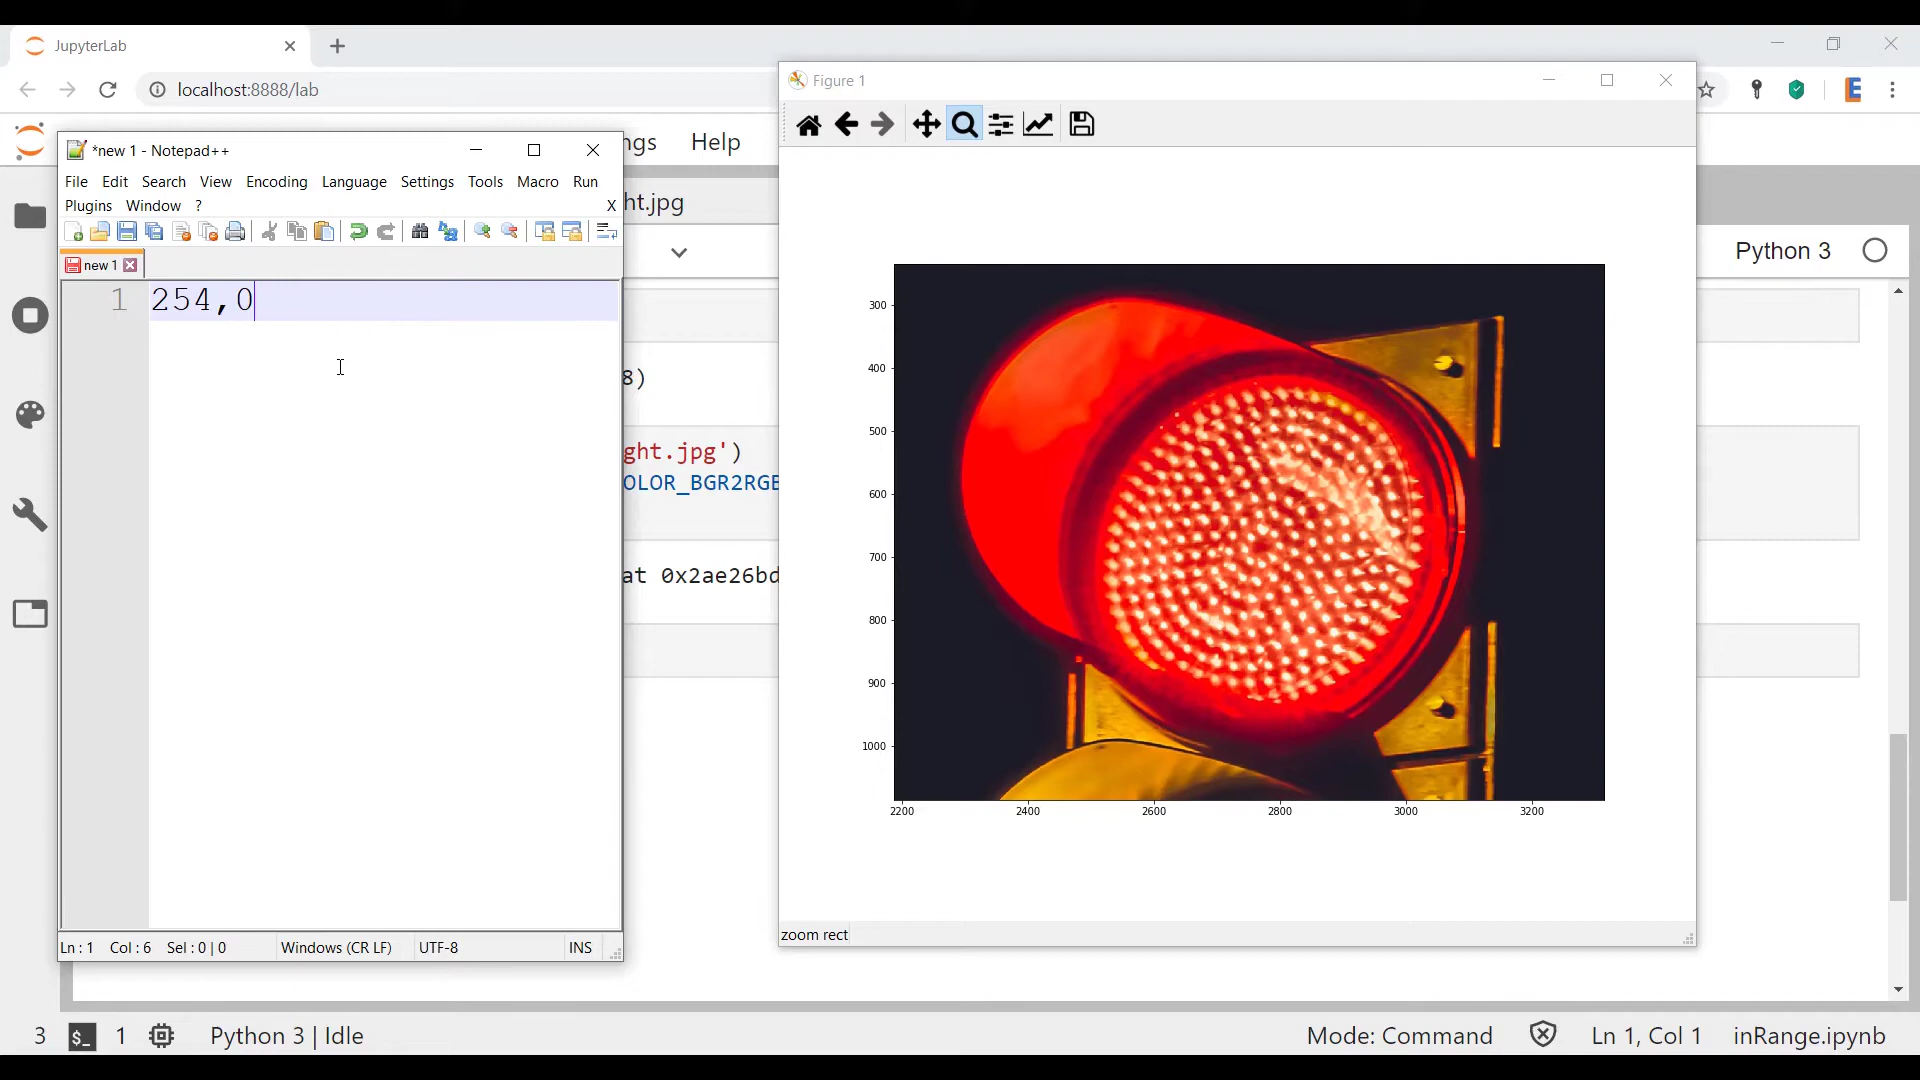 JupyterLab
localhost:8888/lab
ngs Help
ht.jpg
Python 3
8)
ght.jpg')
OLOR_BGR2RGB
at 0x2ae26bd
*new 1 - Notepad++
File Edit Search View Encoding Language Settings Tools Macro Run
Plugins Window ? X
new 1
1 254,0
Ln : 1 Col : 6 Sel : 0 | 0 Windows (CR LF) UTF-8 INS
Figure 1
300
400
500
600
700
800
900
1000
2200 2400 2600 2800 3000 3200
zoom rect
3 $_ 1 Python 3 | Idle Mode: Command Ln 1, Col 1 inRange.ipynb